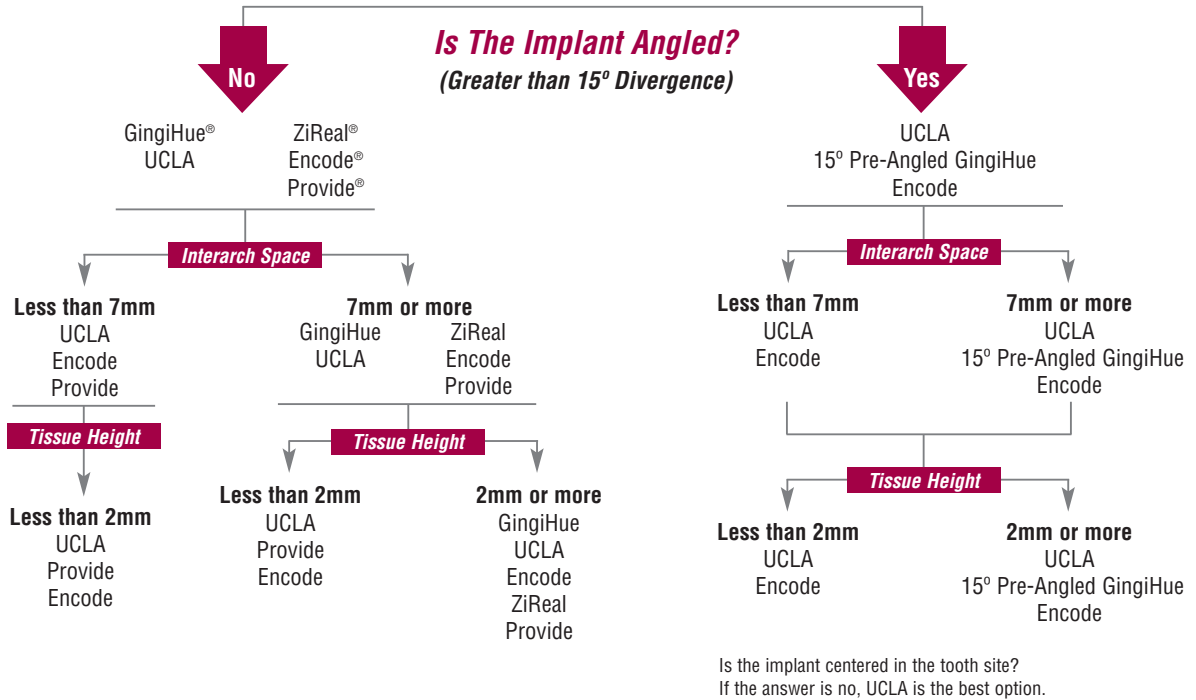 Is The Implant Angled?
(Greater than 15º Divergence)
No
GingiHue®
UCLA
ZiReal®
Encode®
Provide®
Interarch Space
Less than 7mm
UCLA
Encode
Provide
Tissue Height
Less than 2mm
UCLA
Provide
Encode
7mm or more
GingiHue
UCLA
ZiReal
Encode
Provide
Tissue Height
Less than 2mm
UCLA
Provide
Encode
2mm or more
GingiHue
UCLA
Encode
ZiReal
Provide
Yes
UCLA
15º Pre-Angled GingiHue
Encode
Interarch Space
Less than 7mm
UCLA
Encode
7mm or more
UCLA
15º Pre-Angled GingiHue
Encode
Tissue Height
Less than 2mm
UCLA
Encode
2mm or more
UCLA
15º Pre-Angled GingiHue
Encode
Is the implant centered in the tooth site?
If the answer is no, UCLA is the best option.